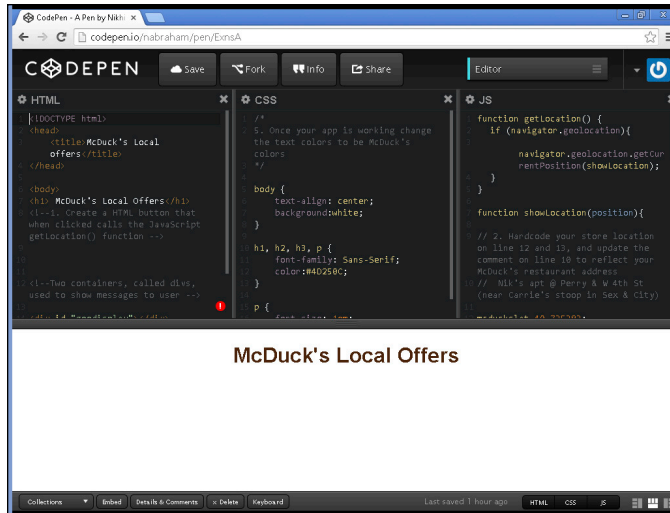 CodePen - A Pen by Nikhi
codepen.io/nabraham/pen/ExnsA
CODEPEN
Save
Fork
Info
Share
Editor
HTML
1 <!DOCTYPE html>
<head>
<title>McDuck's Local
offers</title>
</head>
<body>
<h1> McDuck's Local Offers</h1>
<!--1. Create a HTML button that
when clicked calls the JavaScript
getLocation() function -->
<!--Two containers, called divs,
used to show messages to user -->
CSS
/*
5. Once your app is working change
the text colors to be McDuck's
colors
*/
body {
text-align: center;
background:white;
}
h1, h2, h3, p {
font-family: Sans-Serif;
color:#4D250C;
}
p {
JS
function getLocation() {
if (navigator.geolocation){
navigator.geolocation.getCur
rentPosition(showLocation);
}
}
function showLocation(position){
// 2. Hardcode your store location
on line 12 and 13, and update the
comment on line 10 to reflect your
McDuck's restaurant address
// Nik's apt @ Perry & W 4th St
(near Carrie's stoop in Sex & City)
McDuck's Local Offers
Collections
Embed
Details & Comments
x Delete
Keyboard
Last saved 1 hour ago
HTML
CSS
JS